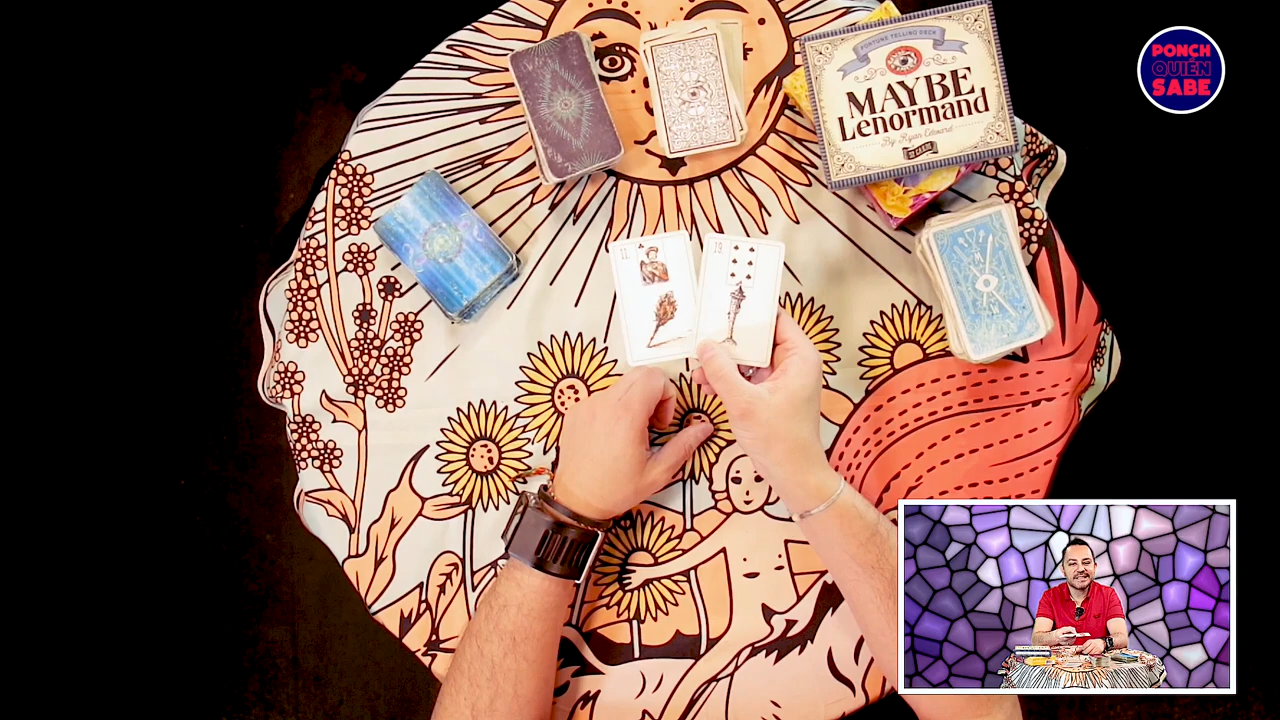 PONCH
QUIÉN
SABE
FORTUNE TELLING DECK
MAYBE
Lenormand
By Ryan Edward
11.
19.